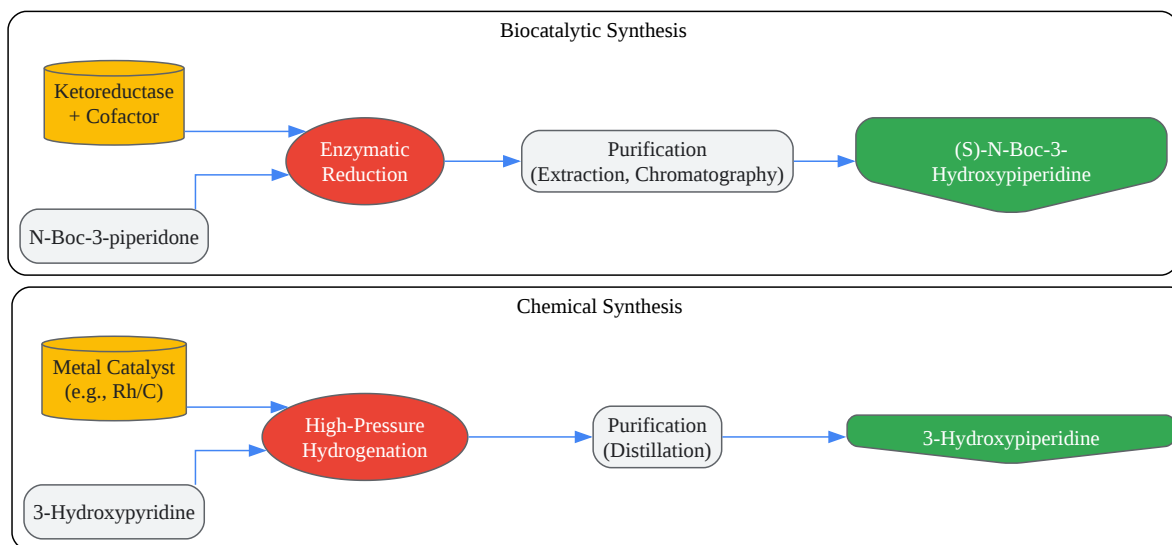 Biocatalytic Synthesis
Ketoreductase
+ Cofactor
N-Boc-3-piperidone
Enzymatic
Reduction
Purification
(Extraction, Chromatography)
(S)-N-Boc-3-
Hydroxypiperidine
Chemical Synthesis
Metal Catalyst
(e.g., Rh/C)
3-Hydroxypyridine
High-Pressure
Hydrogenation
Purification
(Distillation)
3-Hydroxypiperidine